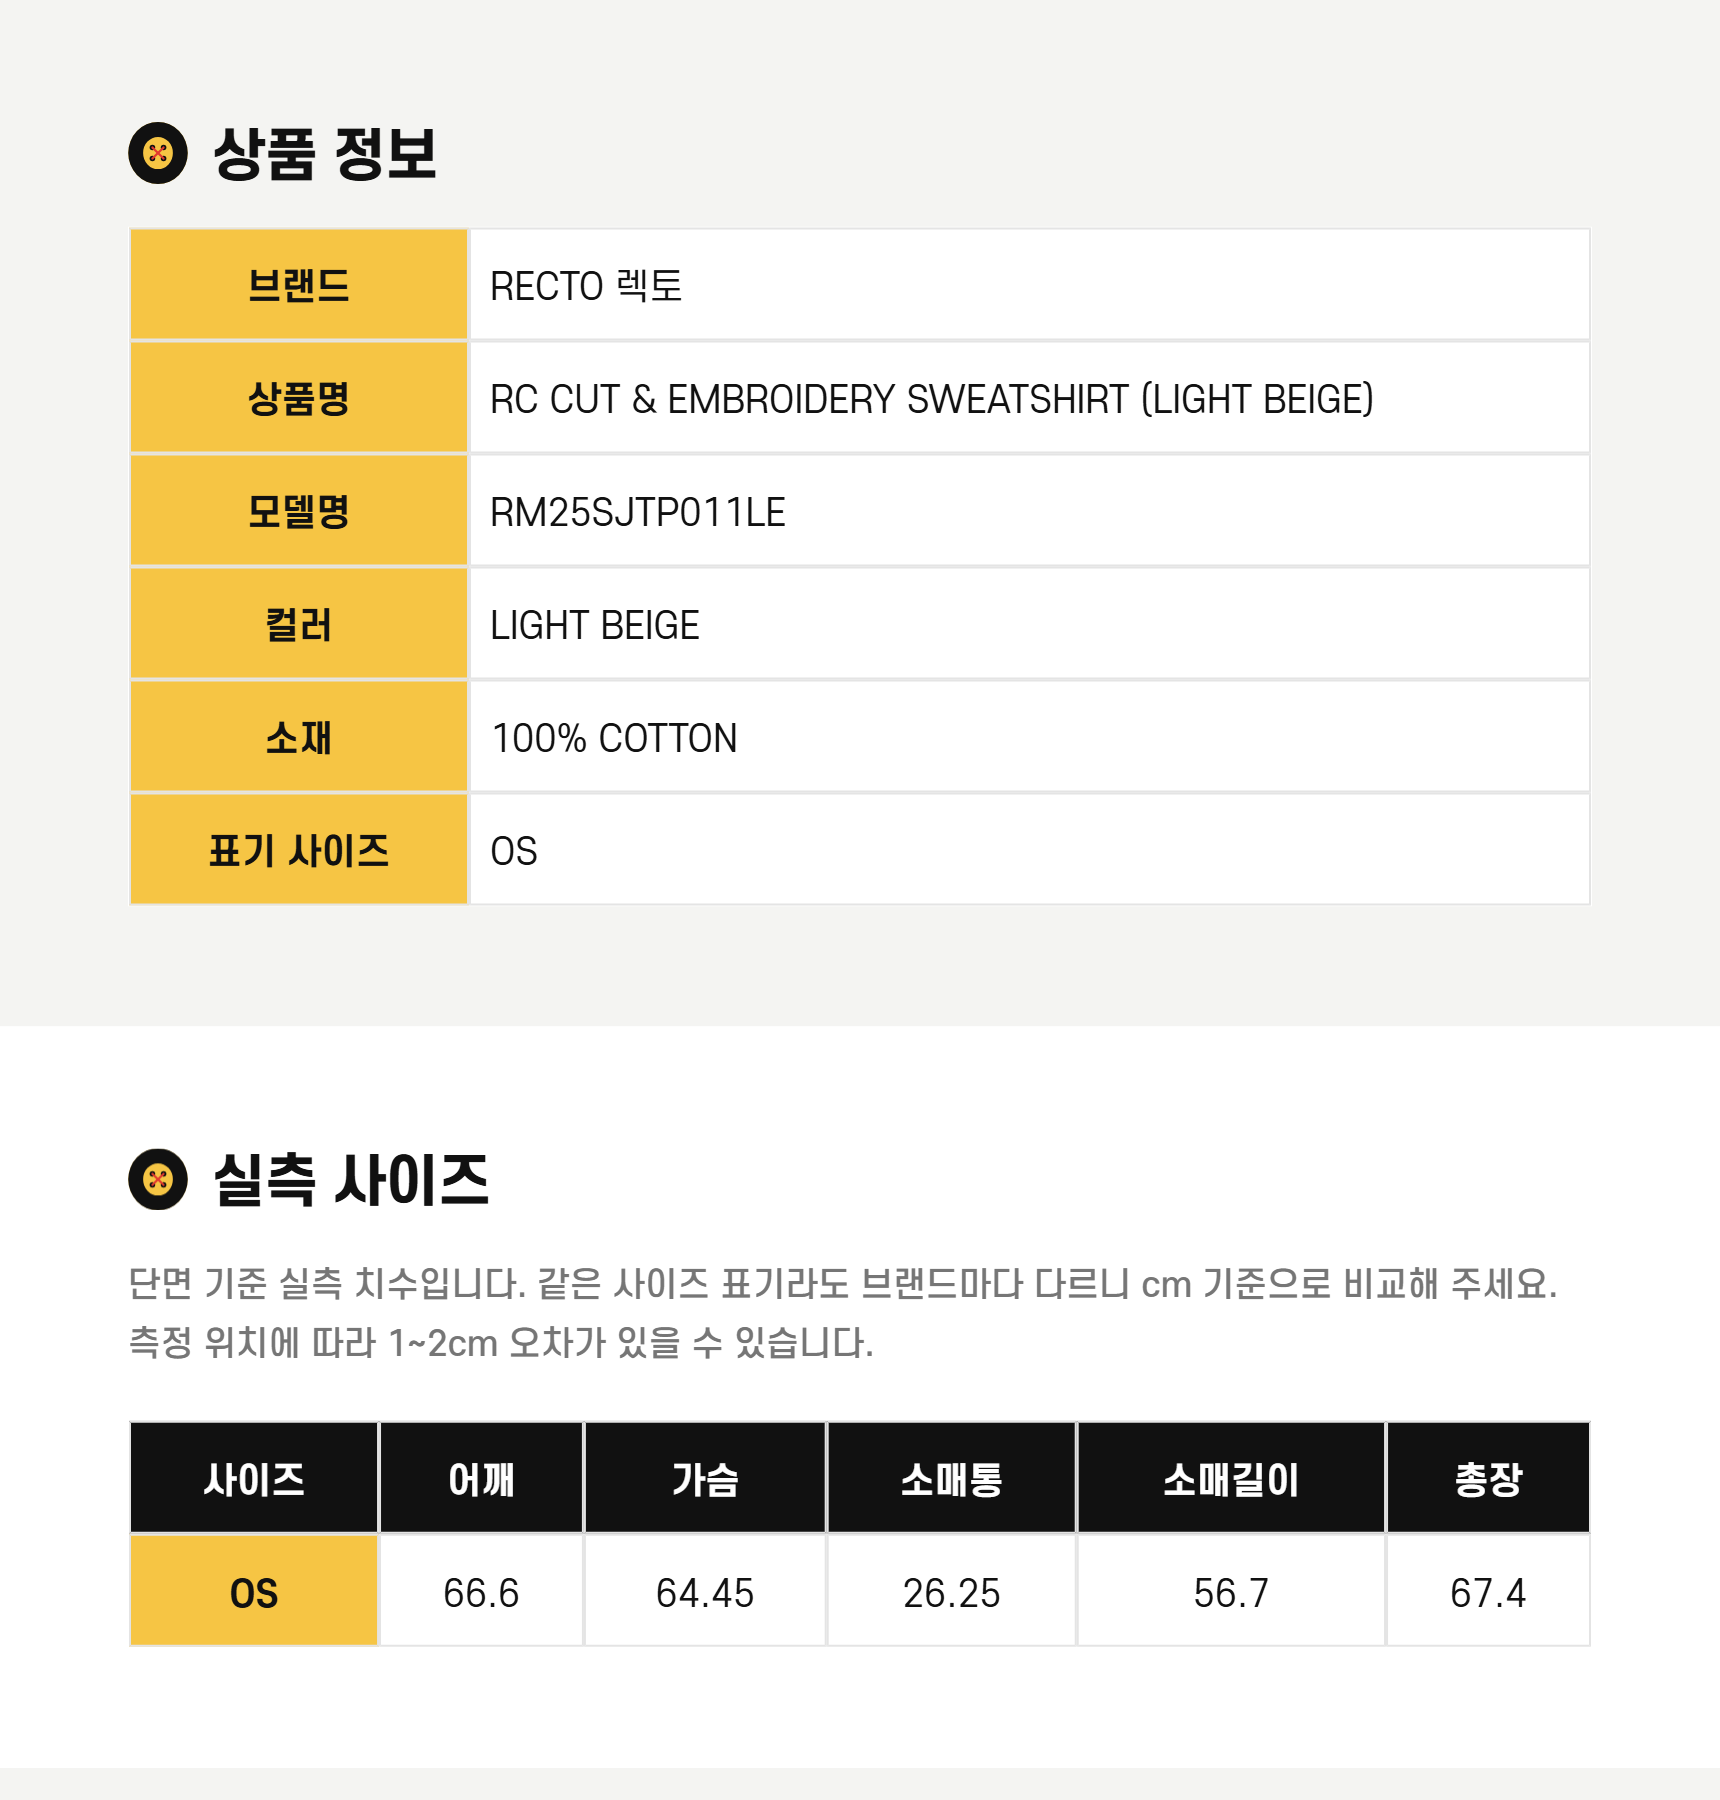 상품 정보
브랜드 RECTO 렉토
상품명 RC CUT & EMBROIDERY SWEATSHIRT (LIGHT BEIGE)
모델명 RM25SJTP011LE
컬러 LIGHT BEIGE
소재 100% COTTON
표기 사이즈 OS
실측 사이즈
단면 기준 실측 치수입니다. 같은 사이즈 표기라도 브랜드마다 다르니 cm 기준으로 비교해 주세요.
측정 위치에 따라 1~2cm 오차가 있을 수 있습니다.
사이즈 어깨 가슴 소매통 소매길이 총장
OS 66.6 64.45 26.25 56.7 67.4